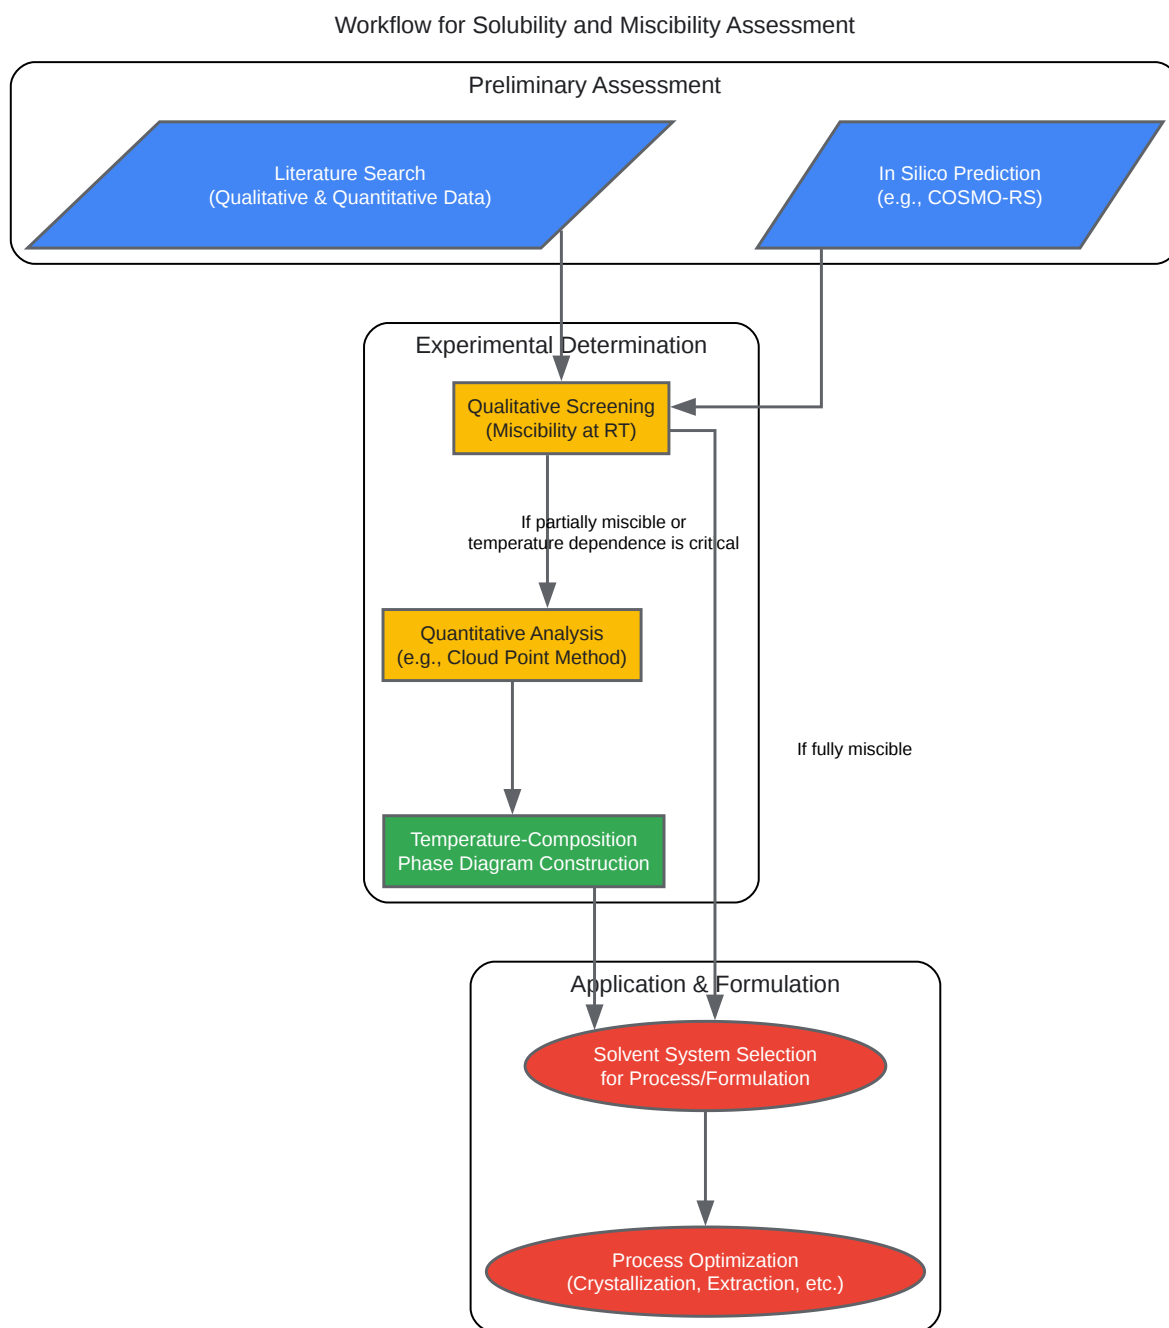 Workflow for Solubility and Miscibility Assessment
Preliminary Assessment
Literature Search
(Qualitative & Quantitative Data)
In Silico Prediction
(e.g., COSMO-RS)
Experimental Determination
Qualitative Screening
(Miscibility at RT)
If partially miscible or
temperature dependence is critical
Quantitative Analysis
(e.g., Cloud Point Method)
If fully miscible
Temperature-Composition
Phase Diagram Construction
Application & Formulation
Solvent System Selection
for Process/Formulation
Process Optimization
(Crystallization, Extraction, etc.)